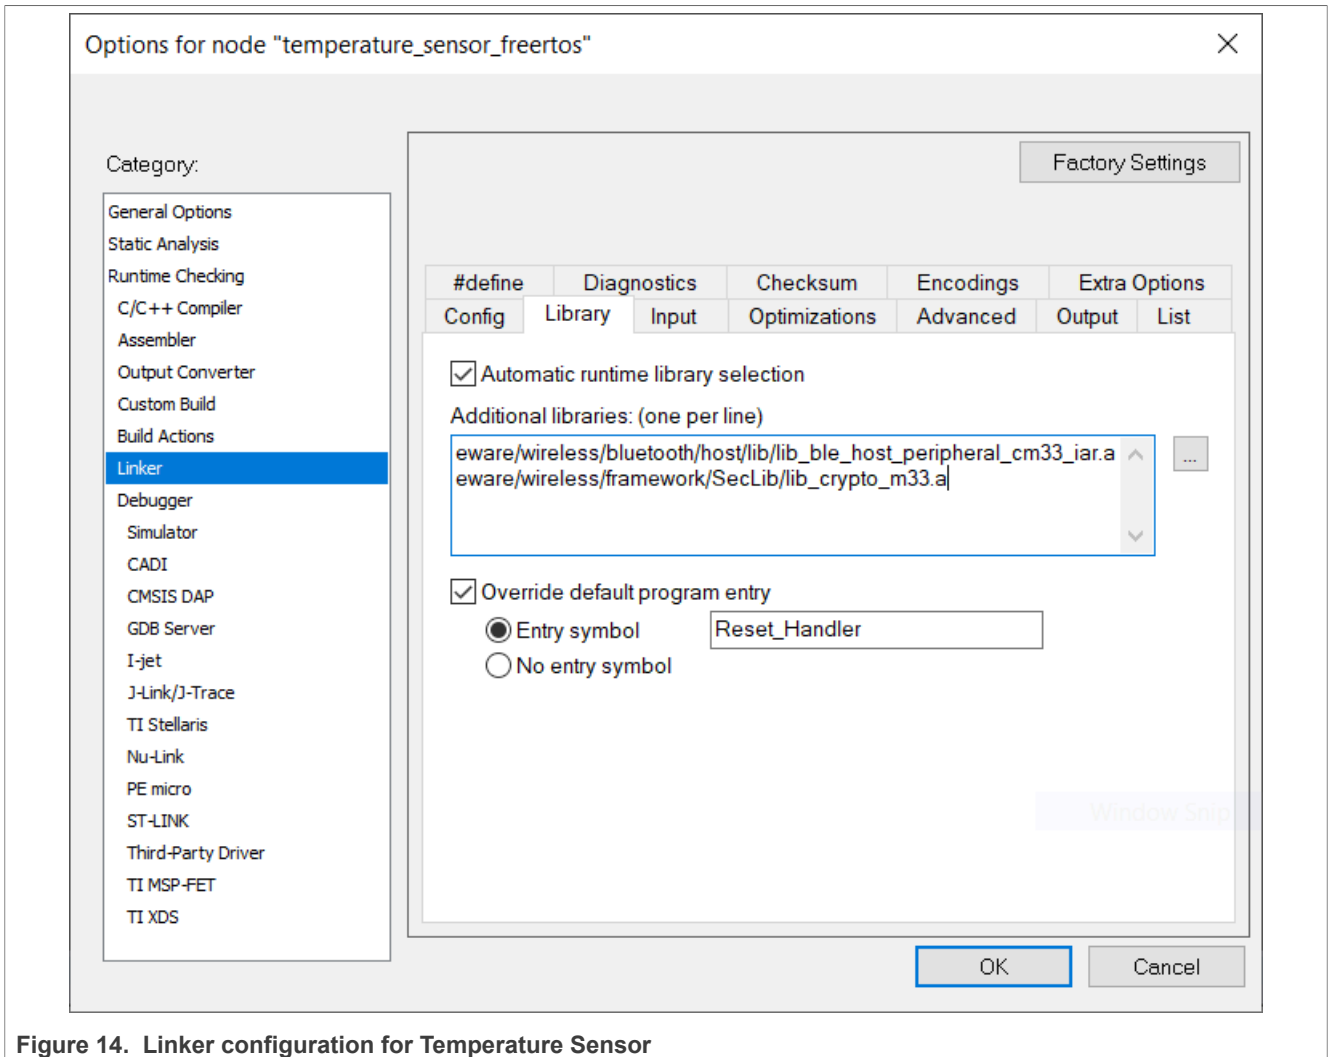 Options for node "temperature_sensor_freertos"
Category:
Factory Settings
General Options
Static Analysis
Runtime Checking
C/C++ Compiler
Assembler
Output Converter
Custom Build
Build Actions
Linker
Debugger
Simulator
CADI
CMSIS DAP
GDB Server
I-jet
J-Link/J-Trace
TI Stellaris
Nu-Link
PE micro
ST-LINK
Third-Party Driver
TI MSP-FET
TI XDS
#define Diagnostics Checksum Encodings Extra Options
Config Library Input Optimizations Advanced Output List
Automatic runtime library selection
Additional libraries: (one per line)
eware/wireless/bluetooth/host/lib/lib_ble_host_peripheral_cm33_iar.a
eware/wireless/framework/SecLib/lib_crypto_m33.a
...
Override default program entry
Entry symbol Reset_Handler
No entry symbol
Window Snip
OK Cancel
Figure 14. Linker configuration for Temperature Sensor